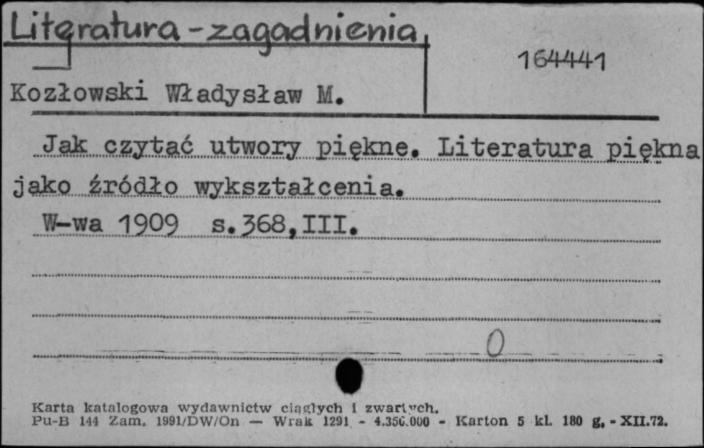 Literatura - zagadnienia
164441
Kozłowski Władysław M.
Jak czytać utwory piękne. Literatura piękna
jako źródło wykształcenia.
W-wa 1909 s.368,III.
0
Karta katalogowa wydawnictw ciągłych i zwartych.
Pu-B 144 Zam. 1991/DW/On — Wrak 1291 - 4.356.000 - Karton 5 kl. 180 g. - XII.72.